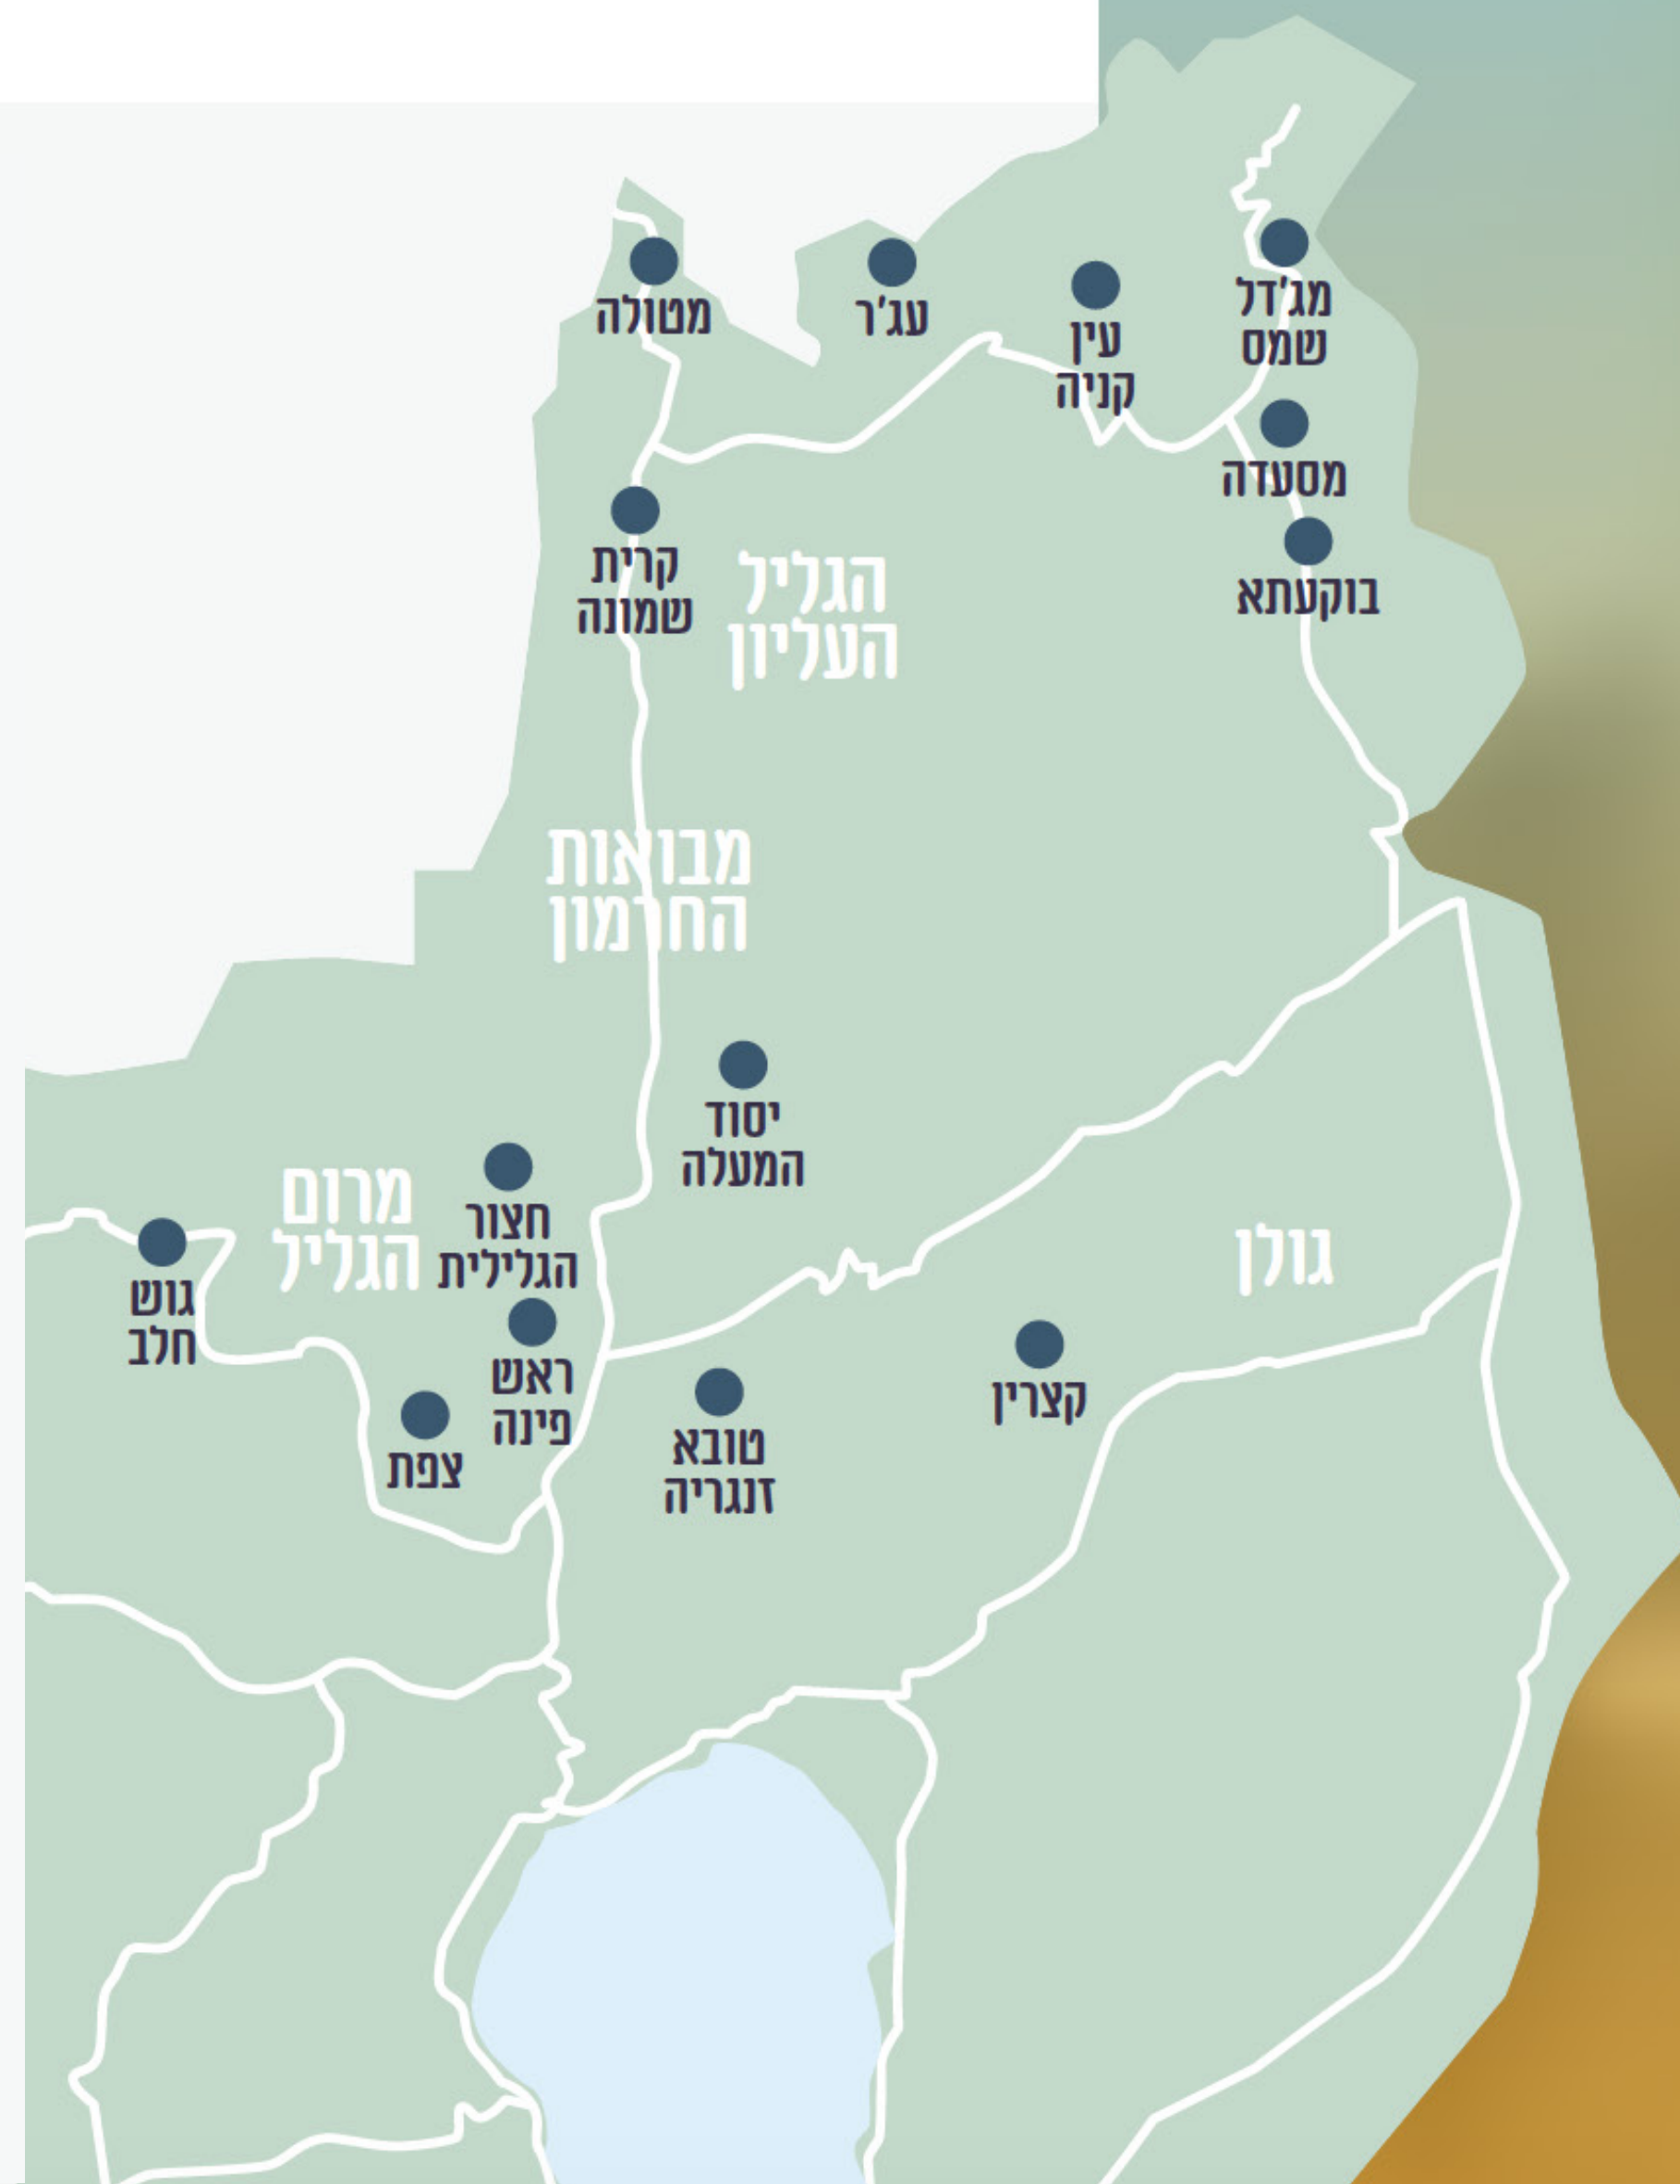 מטולה
עג'ר
עין
קניה
מג'דל
שמס
מסעדה
בוקעתא
קרית
שמונה
הגליל
העליון
מבואות
החרמון
יסוד
המעלה
חצור
הגלילית
מרום
הגליל
גוש
חלב
ראש
פינה
צפת
טובא
זנגריה
גולן
קצרין